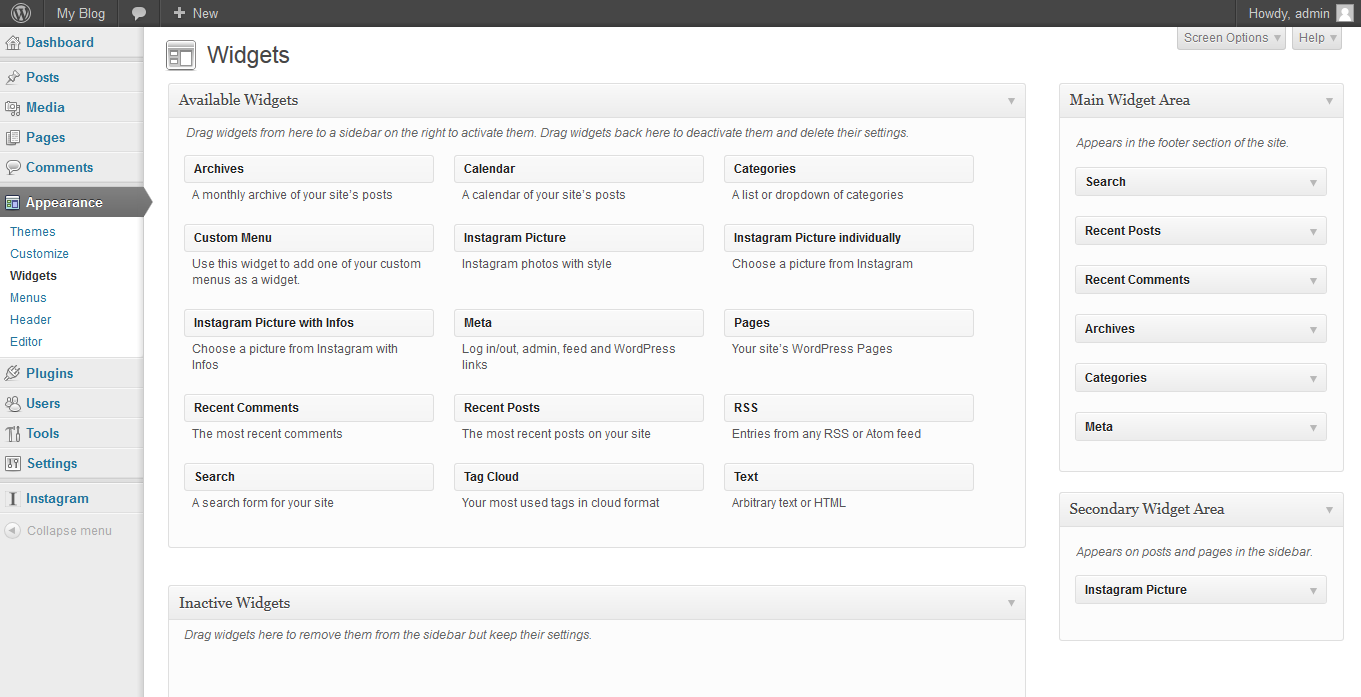 My Blog
New
Howdy, admin
Screen Options
Help
Dashboard
Posts
Media
Pages
Comments
Appearance
Themes
Customize
Widgets
Menus
Header
Editor
Plugins
Users
Tools
Settings
Instagram
Collapse menu
Widgets
Available Widgets
Drag widgets from here to a sidebar on the right to activate them. Drag widgets back here to deactivate them and delete their settings.
Archives
A monthly archive of your site's posts
Calendar
A calendar of your site's posts
Categories
A list or dropdown of categories
Custom Menu
Use this widget to add one of your custom
menus as a widget.
Instagram Picture
Instagram photos with style
Instagram Picture individually
Choose a picture from Instagram
Instagram Picture with Infos
Choose a picture from Instagram with
Infos
Meta
Log in/out, admin, feed and WordPress
links
Pages
Your site's WordPress Pages
Recent Comments
The most recent comments
Recent Posts
The most recent posts on your site
RSS
Entries from any RSS or Atom feed
Search
A search form for your site
Tag Cloud
Your most used tags in cloud format
Text
Arbitrary text or HTML
Inactive Widgets
Drag widgets here to remove them from the sidebar but keep their settings.
Main Widget Area
Appears in the footer section of the site.
Search
Recent Posts
Recent Comments
Archives
Categories
Meta
Secondary Widget Area
Appears on posts and pages in the sidebar.
Instagram Picture